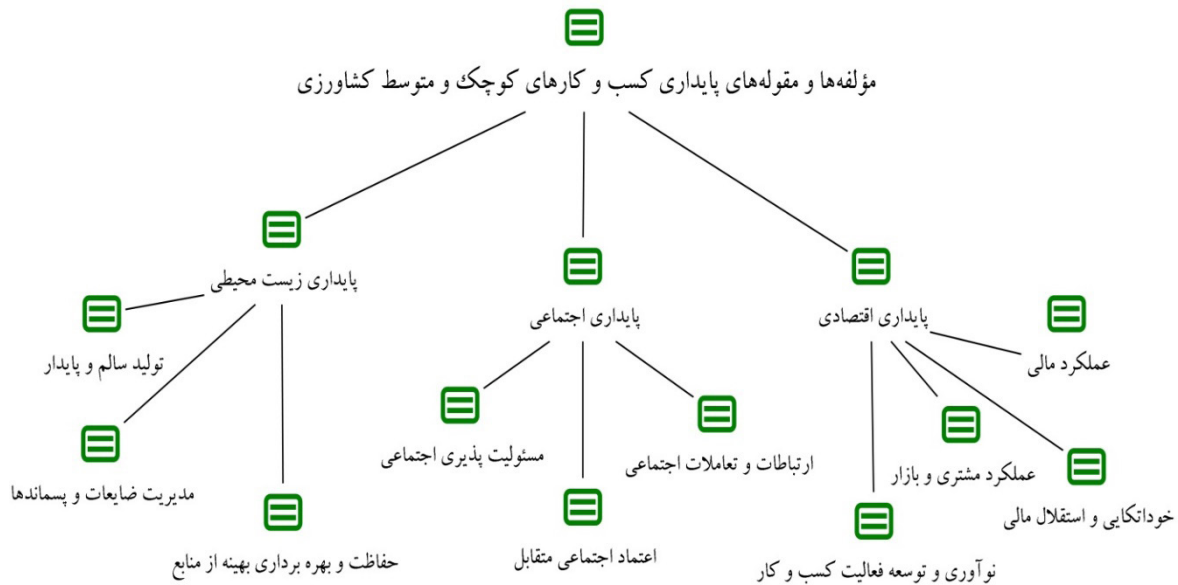 مؤلفه‌ها و مقوله‌های پایداری کسب و کارهای کوچک و متوسط کشاورزی
پایداری اقتصادی
پایداری اجتماعی
پایداری زیست محیطی
عملکرد مالی
عملکرد مشتری و بازار
خوداتکایی و استقلال مالی
نوآوری و توسعه فعالیت کسب و کار
ارتباطات و تعاملات اجتماعی
مسئولیت پذیری اجتماعی
اعتماد اجتماعی متقابل
تولید سالم و پایدار
مدیریت ضایعات و پسماندها
حفاظت و بهره برداری بهینه از منابع